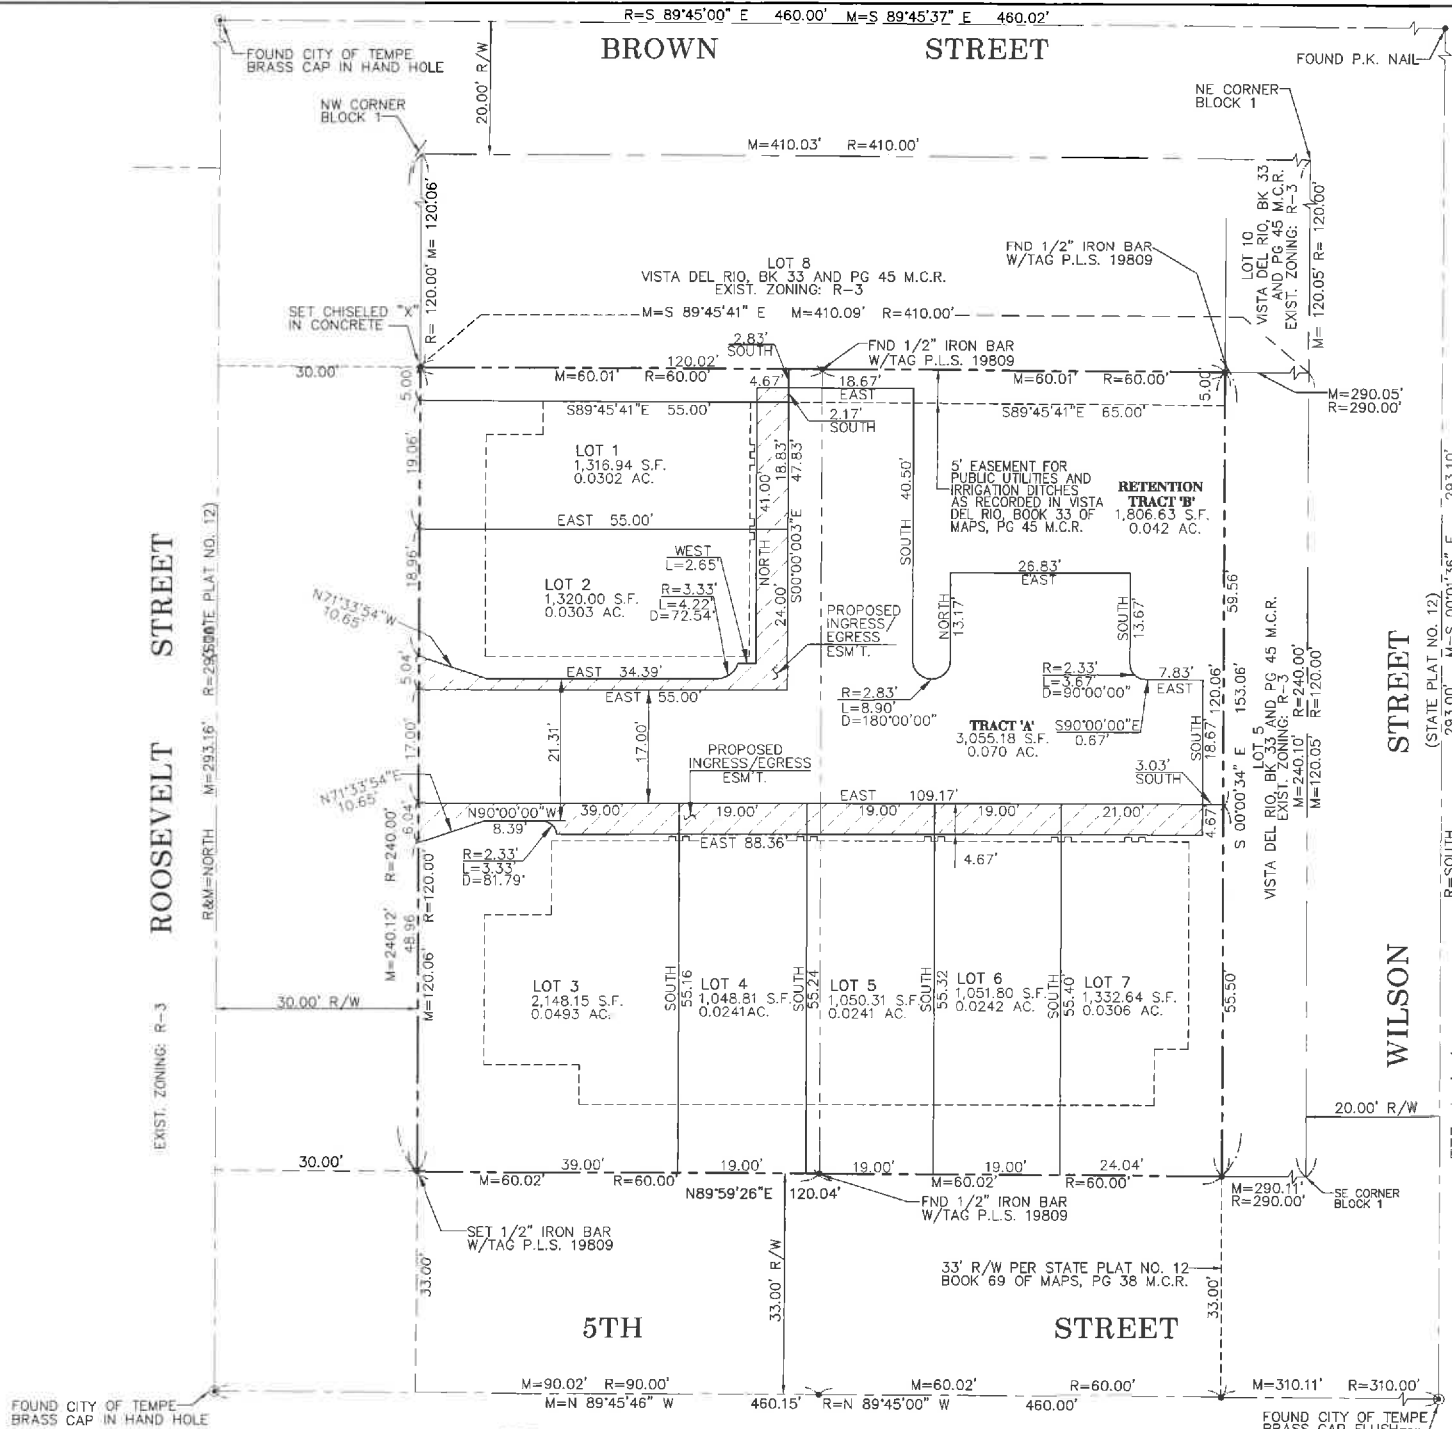 R=S 89°45'00" E 460.00' M=S 89°45'37" E 460.02'
BROWN STREET
FOUND CITY OF TEMPE
BRASS CAP IN HAND HOLE
20.00' R/W
FOUND P.K. NAIL
NW CORNER
BLOCK 1
NE CORNER
BLOCK 1
M=410.03' R=410.00'
R= 120.00' M= 120.06'
LOT 8
VISTA DEL RIO, BK 33 AND PG 45 M.C.R.
EXIST. ZONING: R-3
FND 1/2" IRON BAR
W/TAG P.L.S. 19809
LOT 10
VISTA DEL RIO, BK 33
AND PG 45 M.C.R.
EXIST. ZONING: R-3
M= 120.05' R= 120.00'
SET CHISELED "X"
IN CONCRETE
M=S 89°45'41" E M=410.09' R=410.00'
2.83'
SOUTH
FND 1/2" IRON BAR
W/TAG P.L.S. 19809
30.00'
120.02'
M=60.01' R=60.00'
4.67'
18.67'
EAST
M=60.01' R=60.00'
M=290.05'
R=290.00'
5.00'
S89°45'41"E 55.00'
S89°45'41"E 65.00'
5.00'
2.17'
SOUTH
19.06'
LOT 1
1,316.94 S.F.
0.0302 AC.
18.83'
47.83'
41.00'
NORTH
S00°00'003"E
24.00'
40.50'
SOUTH
5' EASEMENT FOR
PUBLIC UTILITIES AND
IRRIGATION DITCHES
AS RECORDED IN VISTA
DEL RIO, BOOK 33 OF
MAPS, PG 45 M.C.R.
RETENTION
TRACT 'B'
1,806.63 S.F.
0.042 AC.
EAST 55.00'
18.96'
WEST
L=2.65'
LOT 2
1,320.00 S.F.
0.0303 AC.
R=3.33'
L=4.22'
D=72.54°
26.83'
EAST
59.56'
N71°33'54"W
10.65'
PROPOSED
INGRESS/
EGRESS
ESM'T.
NORTH
13.17'
SOUTH
13.67'
5.04'
EAST 34.39'
EAST 55.00'
R=2.83'
L=8.90'
D=180°00'00"
R=2.33'
L=3.67'
D=90°00'00"
7.83'
EAST
21.31'
17.00'
17.00'
TRACT 'A'
3,055.18 S.F.
0.070 AC.
S90°00'00"E
0.67'
SOUTH
18.67'
120.06'
153.06'
S 00°00'34" E
PROPOSED
INGRESS/EGRESS
ESM'T.
3.03'
SOUTH
N71°33'54"E
10.65'
6.04'
EAST 109.17'
39.00' 19.00' 19.00' 19.00' 21.00'
N90°00'00"W
8.39'
EAST 88.36'
4.67'
4.67'
R=2.33'
L=3.33'
D=81.79°
LOT 5
VISTA DEL RIO, BK 33 AND PG 45 M.C.R.
EXIST. ZONING: R-3
M=240.10' R=240.00'
M=120.05' R=120.00'
ROOSEVELT STREET
R&M=NORTH M=293.16'
WILSON STREET
(STATE PLAT NO. 12)
R=SOUTH 293.00'
293.10'
EXIST. ZONING: R-3
M=240.12' R=240.00'
48.96
M=120.06' R=120.00'
LOT 3
2,148.15 S.F.
0.0493 AC.
SOUTH
55.16
LOT 4
1,048.81 S.F.
0.0241AC.
SOUTH
55.24
LOT 5
1,050.31 S.F.
0.0241 AC.
SOUTH
55.32
LOT 6
1,051.80 S.F.
0.0242 AC.
SOUTH
55.40'
LOT 7
1,332.64 S.F.
0.0306 AC.
55.50'
30.00' R/W
20.00' R/W
30.00'
39.00' 19.00' 19.00' 19.00' 24.04'
M=60.02' R=60.00' M=60.02' R=60.00'
N89°59'26"E 120.04'
M=290.11'
R=290.00'
SE CORNER
BLOCK 1
FND 1/2" IRON BAR
W/TAG P.L.S. 19809
SET 1/2" IRON BAR
W/TAG P.L.S. 19809
33.00'
33.00' R/W
33' R/W PER STATE PLAT NO. 12
BOOK 69 OF MAPS, PG 38 M.C.R.
33.00'
5TH STREET
M=90.02' R=90.00' M=60.02' R=60.00' M=310.11' R=310.00'
M=N 89°45'46" W 460.15' R=N 89°45'00" W 460.00'
FOUND CITY OF TEMPE
BRASS CAP IN HAND HOLE
FOUND CITY OF TEMPE
BRASS CAP FLUSH